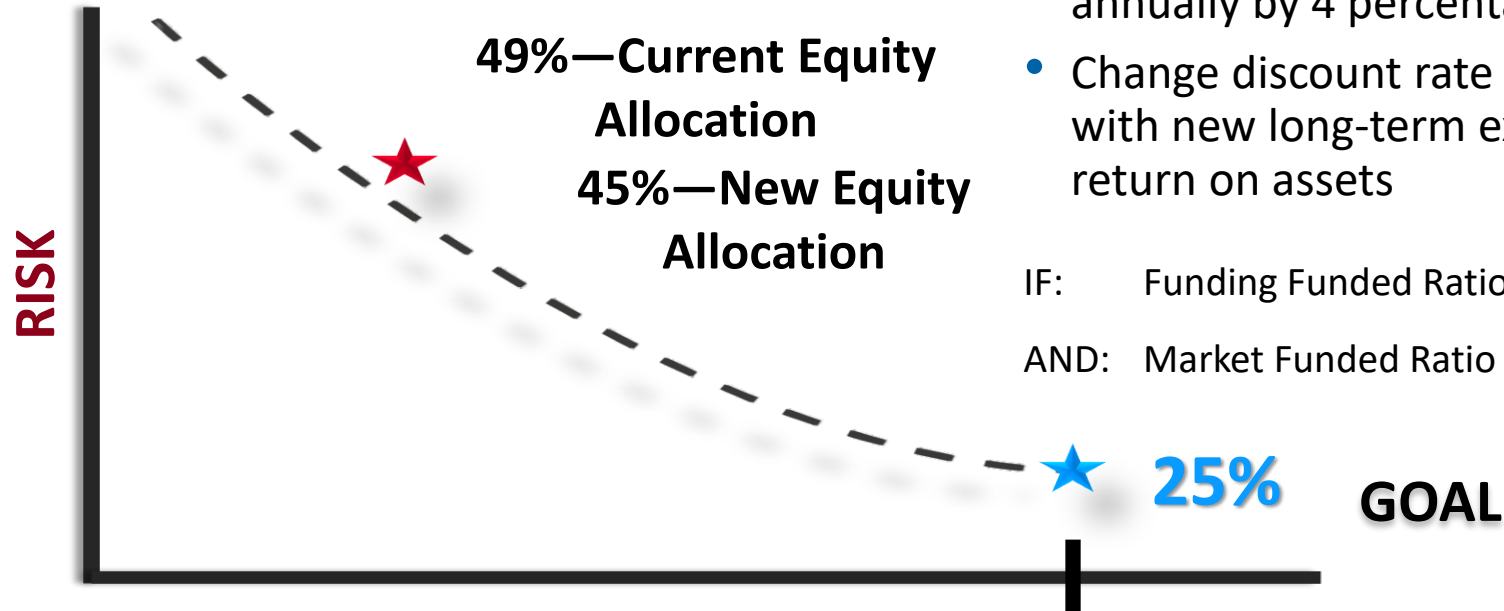 RISK
49%—Current Equity
Allocation
45%—New Equity
Allocation
annually by 4
• Change discount rate
with new long-term
return on assets
IF: Funding Funded Ratio
AND: Market Funded Ratio
25%
GOAL